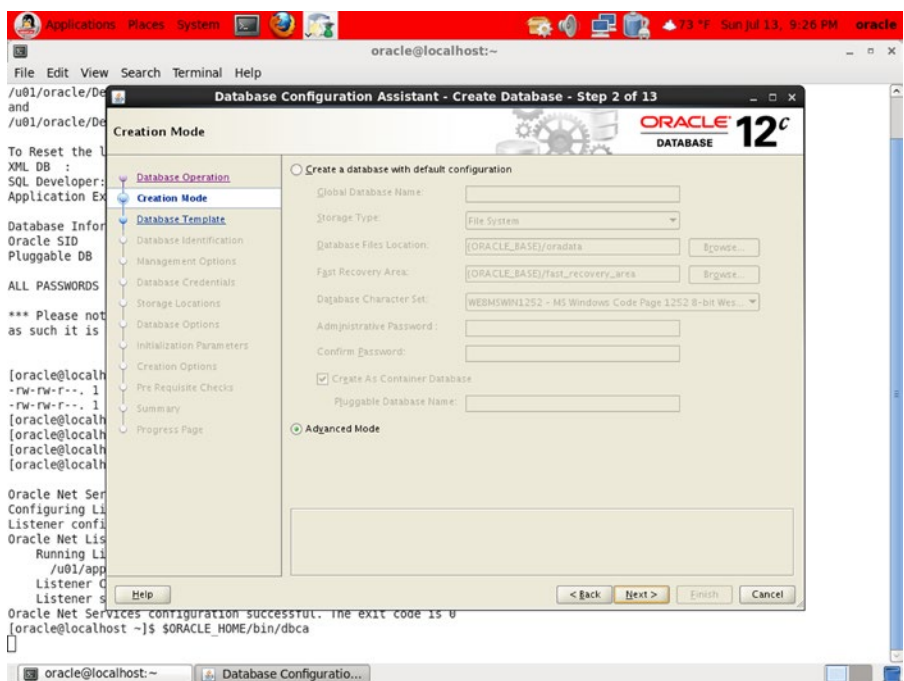 Applications Places System 73 °F Sun Jul 13, 9:26 PM oracle
oracle@localhost:~
File Edit View Search Terminal Help
/u01/oracle/De
and
/u01/oracle/De
To Reset the l
XML DB :
SQL Developer:
Application Ex
Database Infor
Oracle SID
Pluggable DB
ALL PASSWORDS
*** Please not
as such it is
[oracle@localh
-rw-rw-r--. 1
-rw-rw-r--. 1
[oracle@localh
[oracle@localh
[oracle@localh
[oracle@localh
Oracle Net Ser
Configuring Li
Listener confi
Oracle Net Lis
Running Li
/u01/app
Listener C
Listener s
Oracle Net Services configuration successful. The exit code is 0
[oracle@localhost ~]$ $ORACLE_HOME/bin/dbca
Database Configuration Assistant - Create Database - Step 2 of 13
Creation Mode
ORACLE
DATABASE
12c
Database Operation
Creation Mode
Database Template
Database Identification
Management Options
Database Credentials
Storage Locations
Database Options
Initialization Parameters
Creation Options
Pre Requisite Checks
Summary
Progress Page
Create a database with default configuration
Global Database Name:
Storage Type: File System
Database Files Location: {ORACLE_BASE}/oradata Browse...
Fast Recovery Area: {ORACLE_BASE}/fast_recovery_area Browse...
Database Character Set: WE8MSWIN1252 - MS Windows Code Page 1252 8-bit Wes...
Administrative Password :
Confirm Password:
Create As Container Database
Pluggable Database Name:
Advanced Mode
Help < Back Next > Finish Cancel
oracle@localhost:~ Database Configuratio...